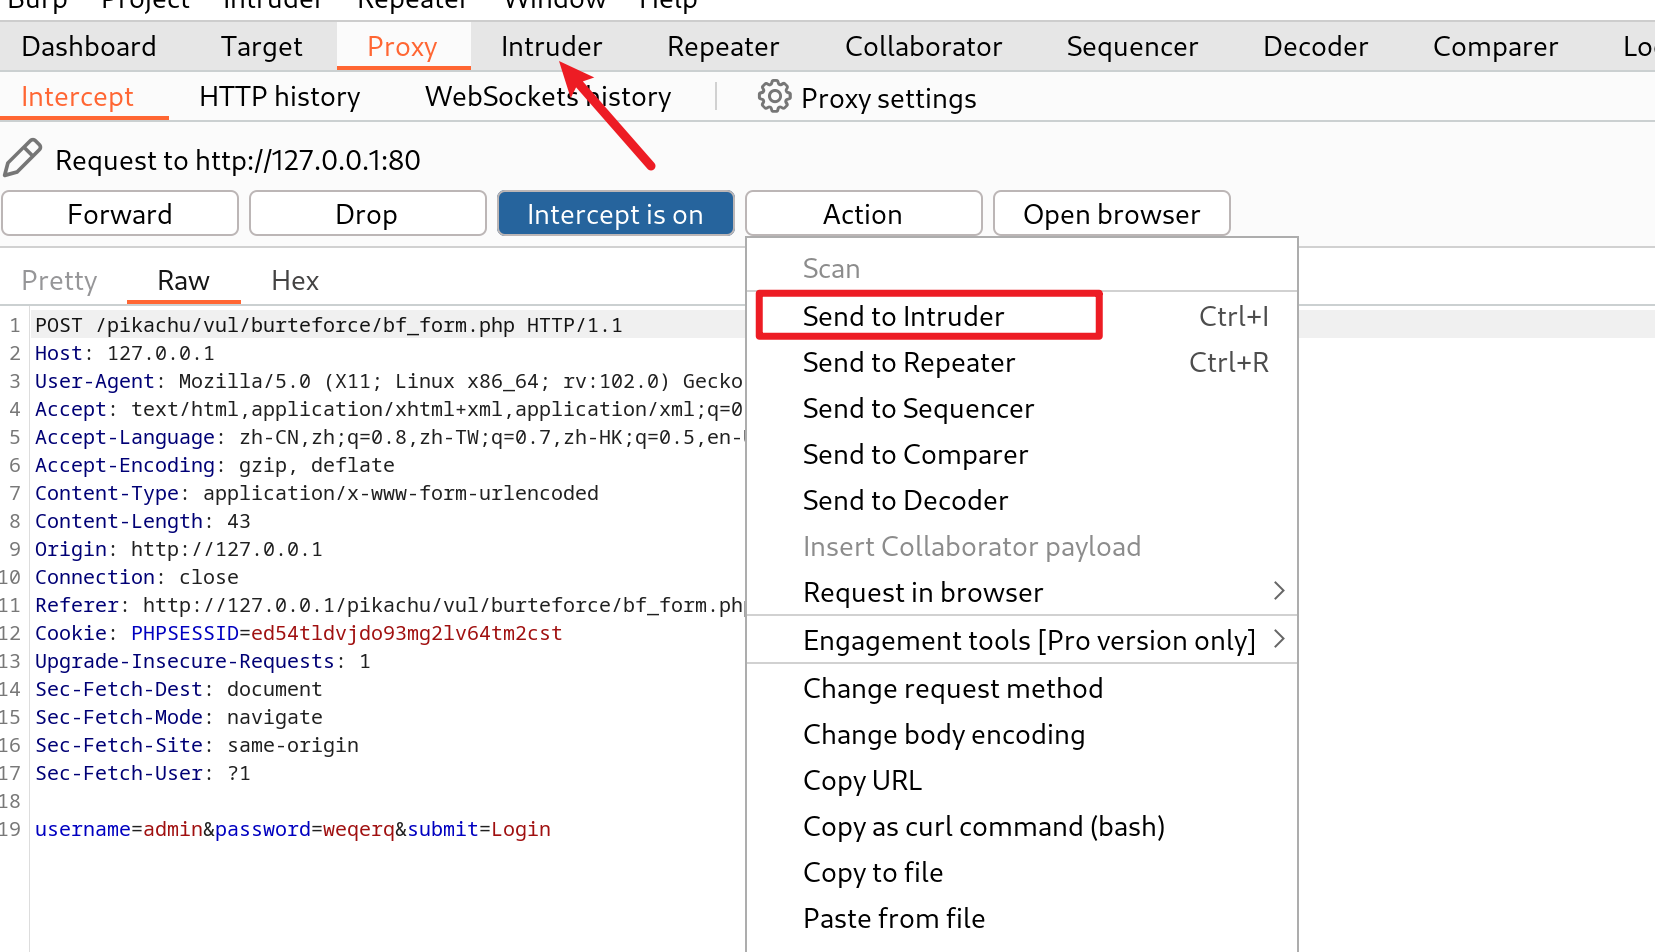 Burp Project Intruder Repeater Window Help
Dashboard Target Proxy Intruder Repeater Collaborator Sequencer Decoder Comparer Lo
Intercept HTTP history WebSockets history Proxy settings
Request to http://127.0.0.1:80
Forward Drop Intercept is on Action Open browser
Pretty Raw Hex
1 POST /pikachu/vul/burteforce/bf_form.php HTTP/1.1
2 Host: 127.0.0.1
3 User-Agent: Mozilla/5.0 (X11; Linux x86_64; rv:102.0) Gecko
4 Accept: text/html,application/xhtml+xml,application/xml;q=0
5 Accept-Language: zh-CN,zh;q=0.8,zh-TW;q=0.7,zh-HK;q=0.5,en-
6 Accept-Encoding: gzip, deflate
7 Content-Type: application/x-www-form-urlencoded
8 Content-Length: 43
9 Origin: http://127.0.0.1
10 Connection: close
11 Referer: http://127.0.0.1/pikachu/vul/burteforce/bf_form.php
12 Cookie: PHPSESSID=ed54tldvjdo93mg2lv64tm2cst
13 Upgrade-Insecure-Requests: 1
14 Sec-Fetch-Dest: document
15 Sec-Fetch-Mode: navigate
16 Sec-Fetch-Site: same-origin
17 Sec-Fetch-User: ?1
18
19 username=admin&password=weqerq&submit=Login
Scan
Send to Intruder Ctrl+I
Send to Repeater Ctrl+R
Send to Sequencer
Send to Comparer
Send to Decoder
Insert Collaborator payload
Request in browser
Engagement tools [Pro version only]
Change request method
Change body encoding
Copy URL
Copy as curl command (bash)
Copy to file
Paste from file